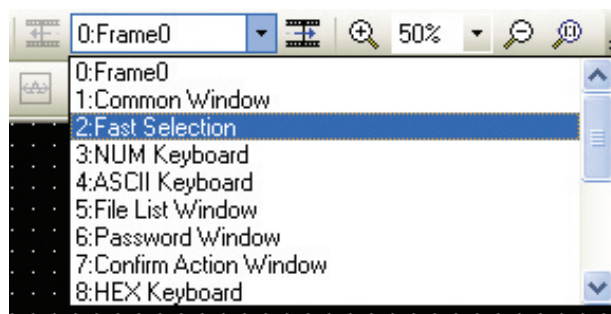 0:Frame0 50%
0:Frame0
1:Common Window
2:Fast Selection
3:NUM Keyboard
4:ASCII Keyboard
5:File List Window
6:Password Window
7:Confirm Action Window
8:HEX Keyboard